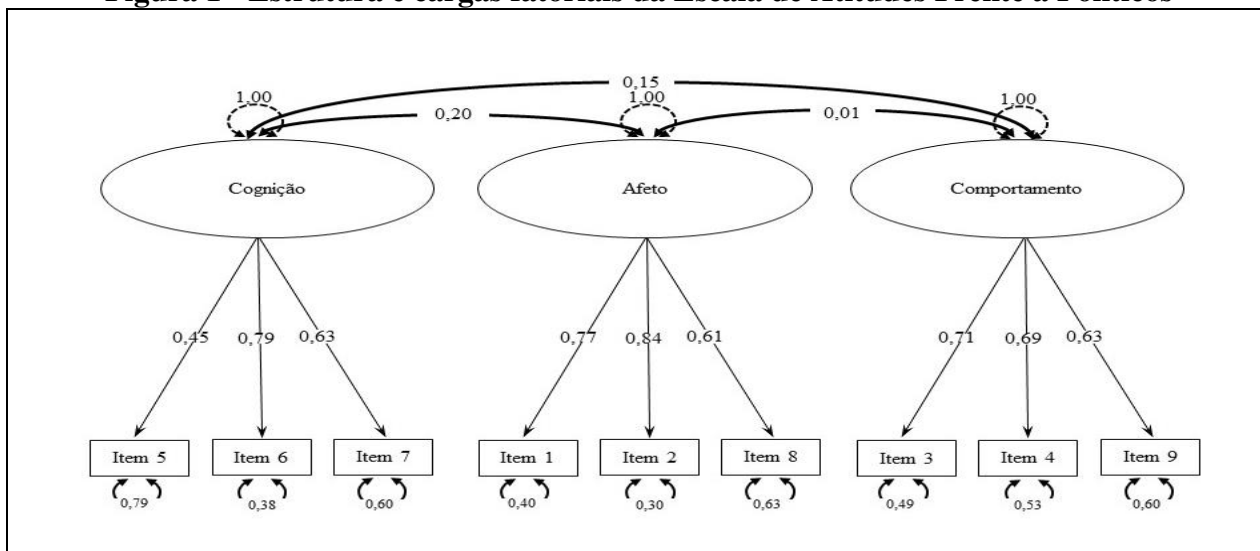 Figura 1 - Estrutura e cargas fatoriais da Escala de Atitudes Frente a Políticos
0,15
1,00 1,00 1,00
0,20 0,01
Cognição Afeto Comportamento
0,45 0,79 0,63 0,77 0,84 0,61 0,71 0,69 0,63
Item 5 Item 6 Item 7 Item 1 Item 2 Item 8 Item 3 Item 4 Item 9
0,79 0,38 0,60 0,40 0,30 0,63 0,49 0,53 0,60